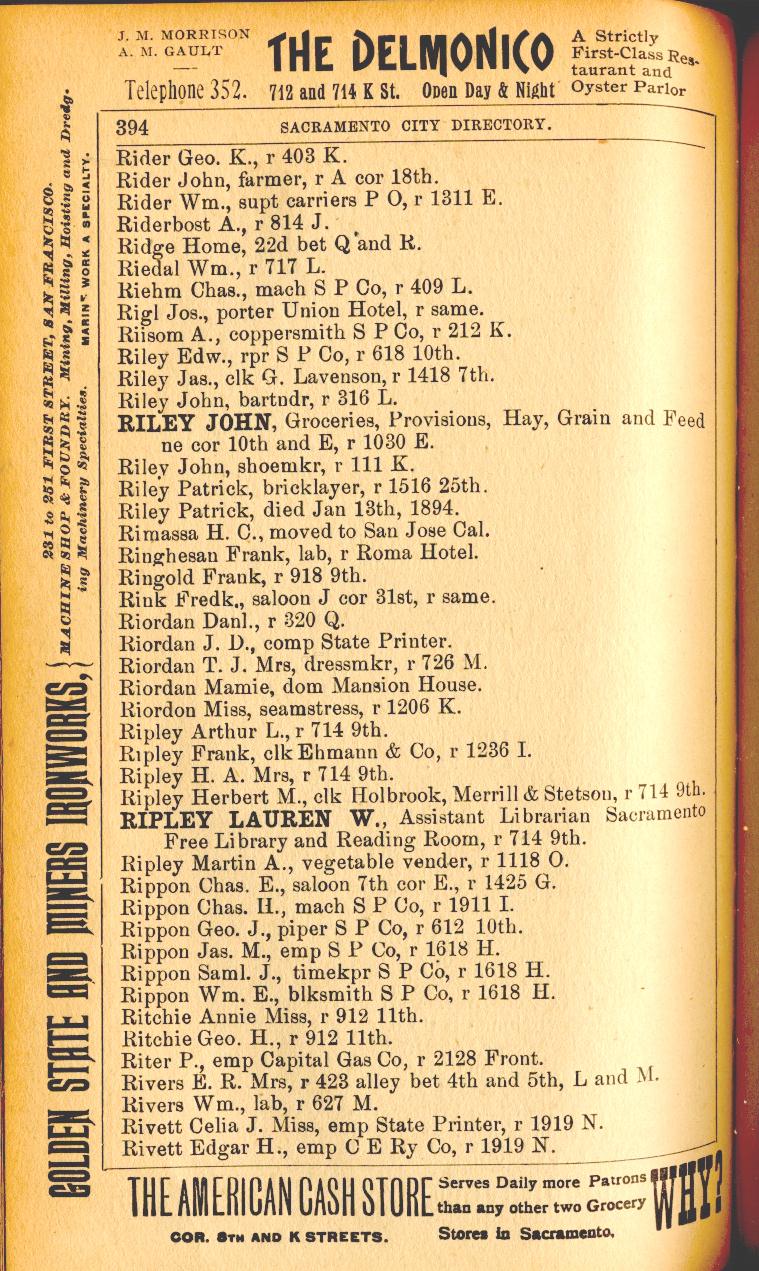 J. M. MORRISON
A. M. GAULT
Telephone 352.
THE DELMONICO
712 and 714 K St. Open Day & Night
A Strictly
First-Class Res-
taurant and
Oyster Parlor
394 SACRAMENTO CITY DIRECTORY.
Rider Geo. K., r 403 K.
Rider John, farmer, r A cor 18th.
Rider Wm., supt carriers P O, r 1311 E.
Riderbost A., r 814 J.
Ridge Home, 22d bet Q and R.
Riedal Wm., r 717 L.
Riehm Chas., mach S P Co, r 409 L.
Rigl Jos., porter Union Hotel, r same.
Riisom A., coppersmith S P Co, r 212 K.
Riley Edw., rpr S P Co, r 618 10th.
Riley Jas., clk G. Lavenson, r 1418 7th.
Riley John, bartndr, r 316 L.
RILEY JOHN, Groceries, Provisions, Hay, Grain and Feed
ne cor 10th and E, r 1030 E.
Riley John, shoemkr, r 111 K.
Riley Patrick, bricklayer, r 1516 25th.
Riley Patrick, died Jan 13th, 1894.
Rimassa H. C., moved to San Jose Cal.
Ringhesan Frank, lab, r Roma Hotel.
Ringold Frank, r 918 9th.
Rink Fredk., saloon J cor 31st, r same.
Riordan Danl., r 320 Q.
Riordan J. D., comp State Printer.
Riordan T. J. Mrs, dressmkr, r 726 M.
Riordan Mamie, dom Mansion House.
Riordon Miss, seamstress, r 1206 K.
Ripley Arthur L., r 714 9th.
Ripley Frank, clk Ehmann & Co, r 1236 I.
Ripley H. A. Mrs, r 714 9th.
Ripley Herbert M., clk Holbrook, Merrill & Stetson, r 714 9th.
RIPLEY LAUREN W., Assistant Librarian Sacramento
Free Library and Reading Room, r 714 9th.
Ripley Martin A., vegetable vender, r 1118 O.
Rippon Chas. E., saloon 7th cor E., r 1425 G.
Rippon Chas. H., mach S P Co, r 1911 I.
Rippon Geo. J., piper S P Co, r 612 10th.
Rippon Jas. M., emp S P Co, r 1618 H.
Rippon Saml. J., timekpr S P Co, r 1618 H.
Rippon Wm. E., blksmith S P Co, r 1618 H.
Ritchie Annie Miss, r 912 11th.
Ritchie Geo. H., r 912 11th.
Riter P., emp Capital Gas Co, r 2128 Front.
Rivers E. R. Mrs, r 423 alley bet 4th and 5th, L and M.
Rivers Wm., lab, r 627 M.
Rivett Celia J. Miss, emp State Printer, r 1919 N.
Rivett Edgar H., emp C E Ry Co, r 1919 N.
GOLDEN STATE AND MINERS IRONWORKS,
231 to 251 FIRST STREET, SAN FRANCISCO.
MACHINE SHOP & FOUNDRY. Mining, Milling, Hoisting and Dredg-
ing Machinery Specialties. MARINE WORK A SPECIALTY.
THE AMERICAN CASH STORE
COR. 8TH AND K STREETS.
Serves Daily more Patrons
than any other two Grocery
Stores in Sacramento.
WHY?